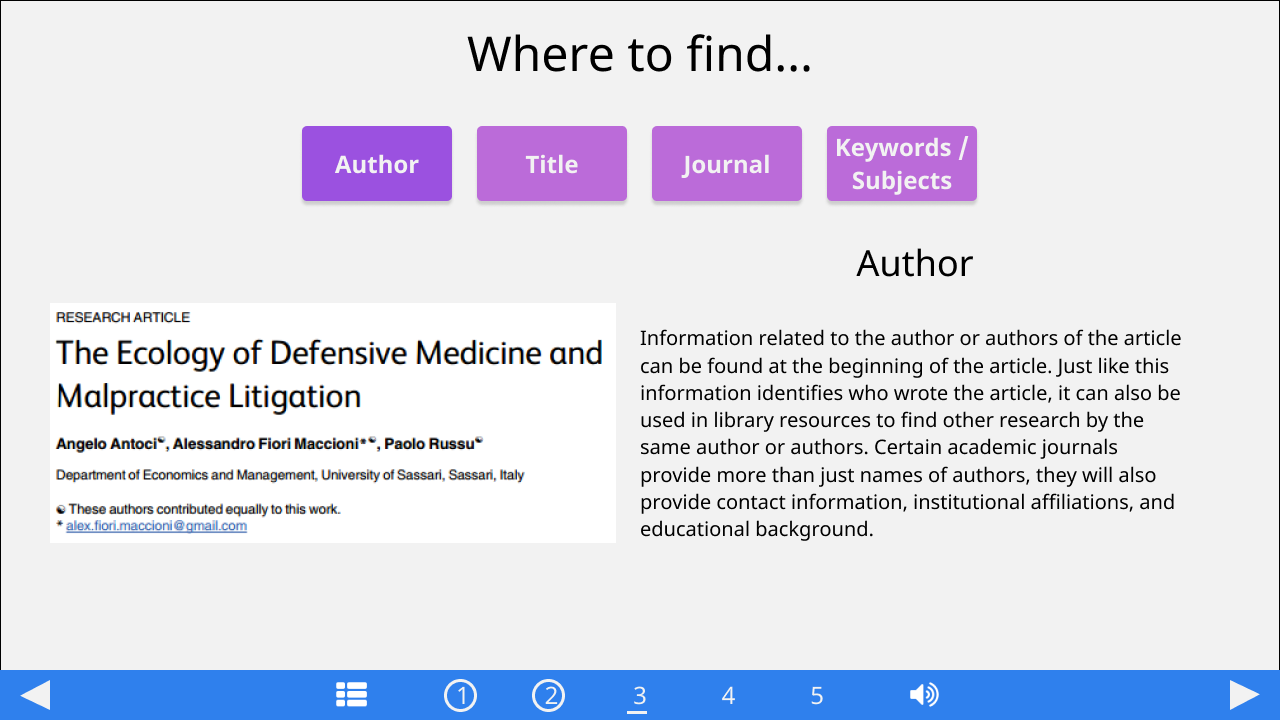 Where to find...
Author
Title
Journal
Keywords /
Subjects
Author
RESEARCH ARTICLE
The Ecology of Defensive Medicine and
Malpractice Litigation
Angelo Antoci☯, Alessandro Fiori Maccioni*☯, Paolo Russu☯
Department of Economics and Management, University of Sassari, Sassari, Italy
☯ These authors contributed equally to this work.
* alex.fiori.maccioni@gmail.com
Information related to the author or authors of the article
can be found at the beginning of the article. Just like this
information identifies who wrote the article, it can also be
used in library resources to find other research by the
same author or authors. Certain academic journals
provide more than just names of authors, they will also
provide contact information, institutional affiliations, and
educational background.
1 2 3 4 5